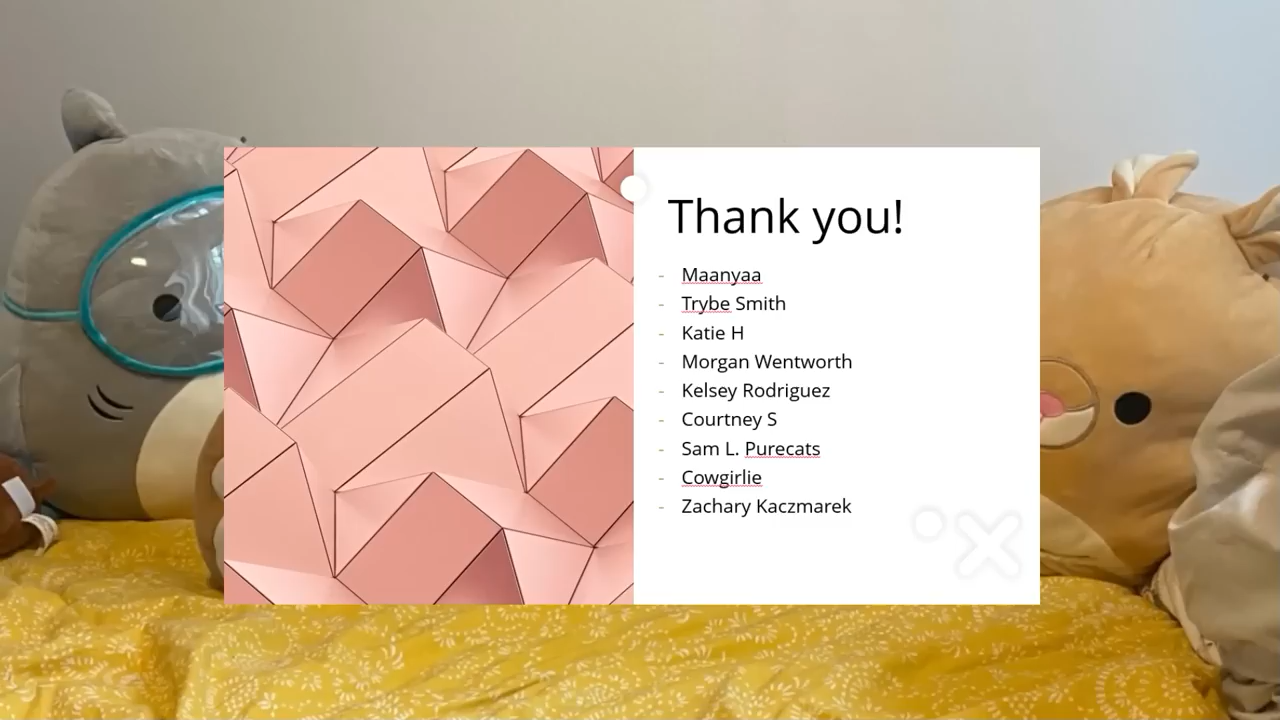 Thank you!
- Maanyaa
- Trybe Smith
- Katie H
- Morgan Wentworth
- Kelsey Rodriguez
- Courtney S
- Sam L. Purecats
- Cowgirlie
- Zachary Kaczmarek